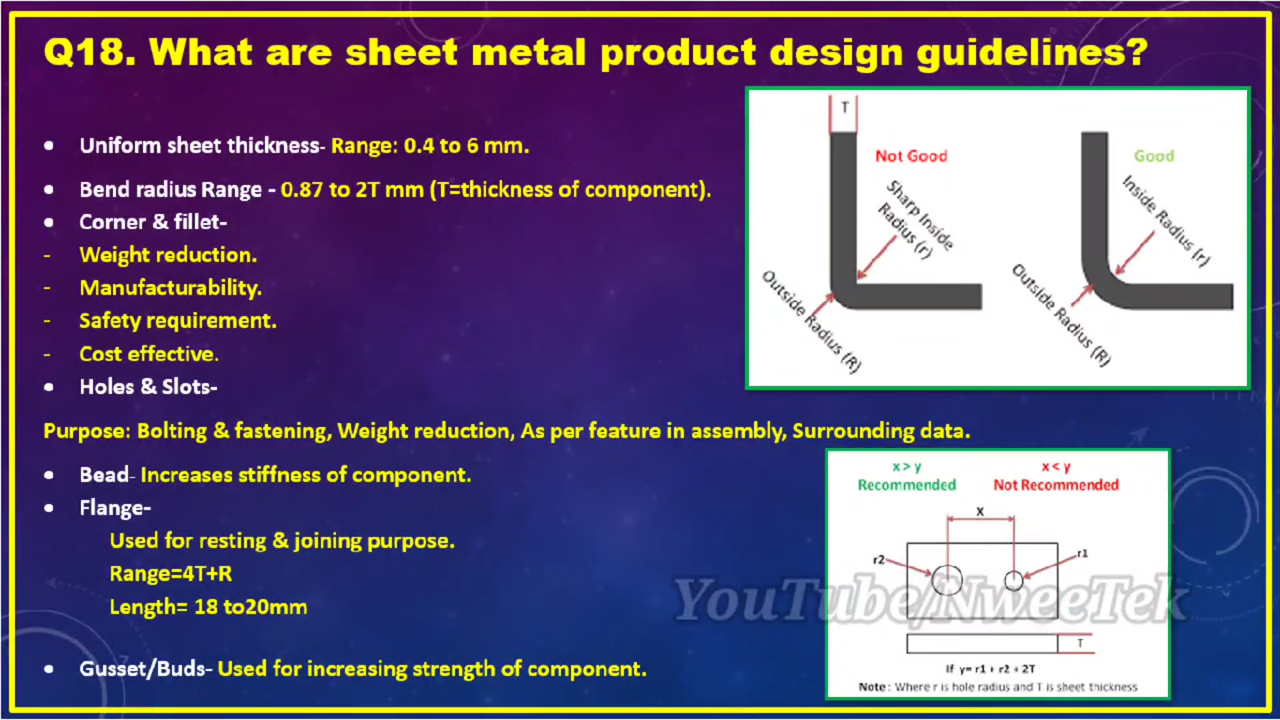 Q18. What are sheet metal product design guidelines?
• Uniform sheet thickness- Range: 0.4 to 6 mm.
• Bend radius Range - 0.87 to 2T mm (T=thickness of component).
• Corner & fillet-
- Weight reduction.
- Manufacturability.
- Safety requirement.
- Cost effective.
• Holes & Slots-
Purpose: Bolting & fastening, Weight reduction, As per feature in assembly, Surrounding data.
• Bead- Increases stiffness of component.
• Flange-
Used for resting & joining purpose.
Range=4T+R
Length= 18 to20mm
• Gusset/Buds- Used for increasing strength of component.
T
Not Good
Sharp Inside
Radius (r)
Outside Radius (R)
Good
Inside Radius (r)
Outside Radius (R)
x > y
Recommended
x < y
Not Recommended
X
r2
r1
T
If y= r1 + r2 + 2T
Note : Where r is hole radius and T is sheet thickness
YouTube/NweeTek